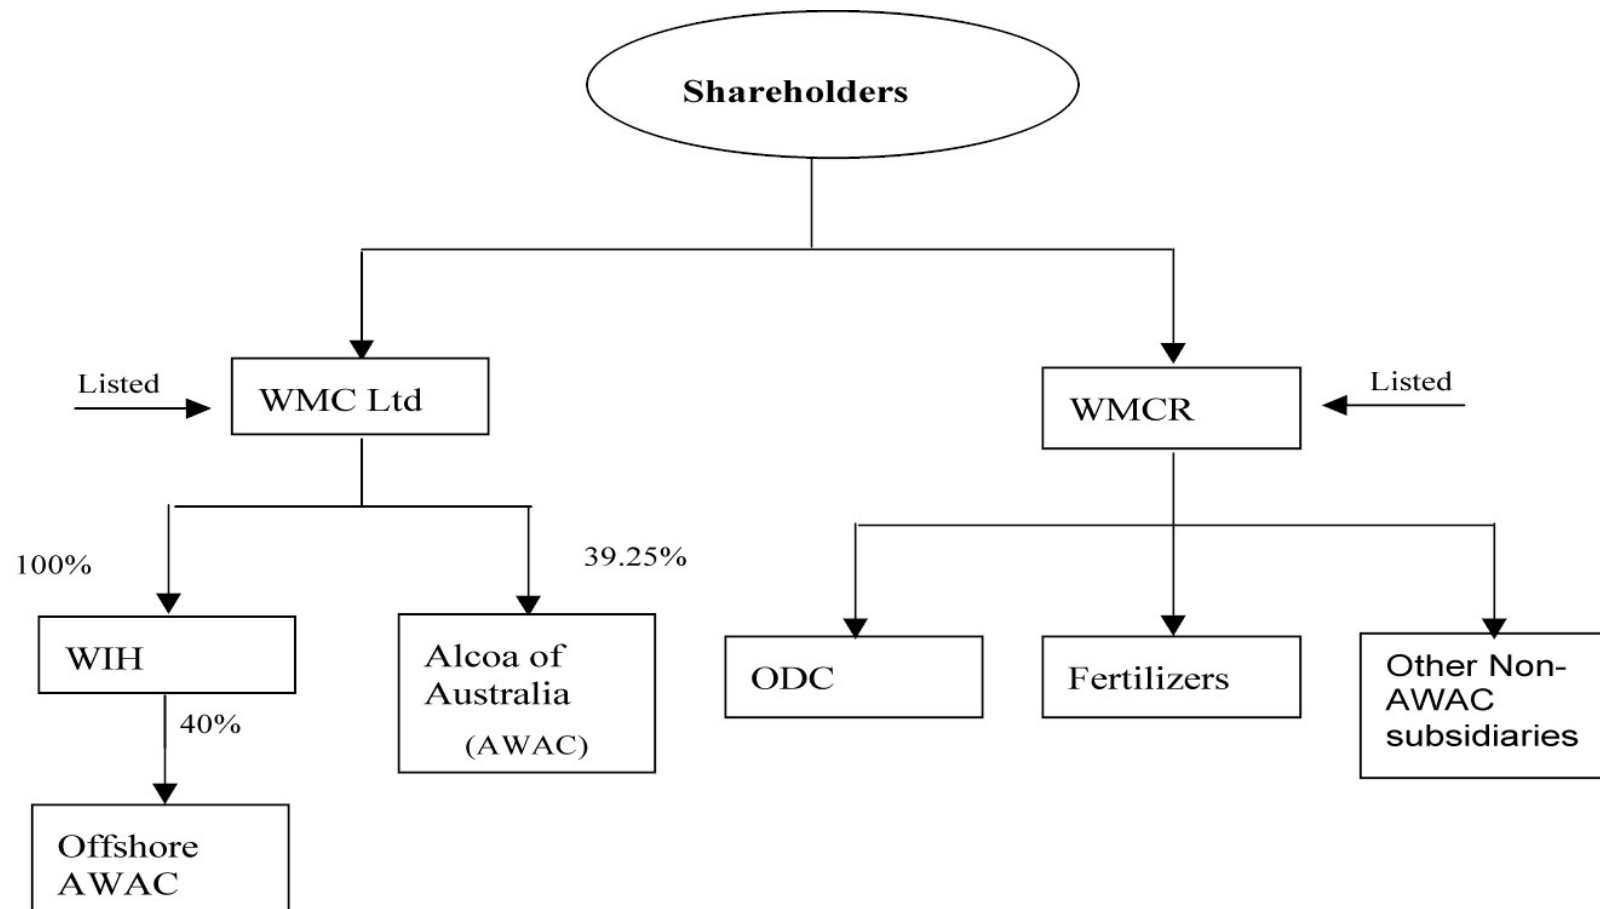 Shareholders
Listed
WMC Ltd
Listed
WMCR
100%
39.25%
WIH
Alcoa of
Australia
(AWAC)
ODC
Fertilizers
Other Non-
AWAC
subsidiaries
40%
Offshore
AWAC